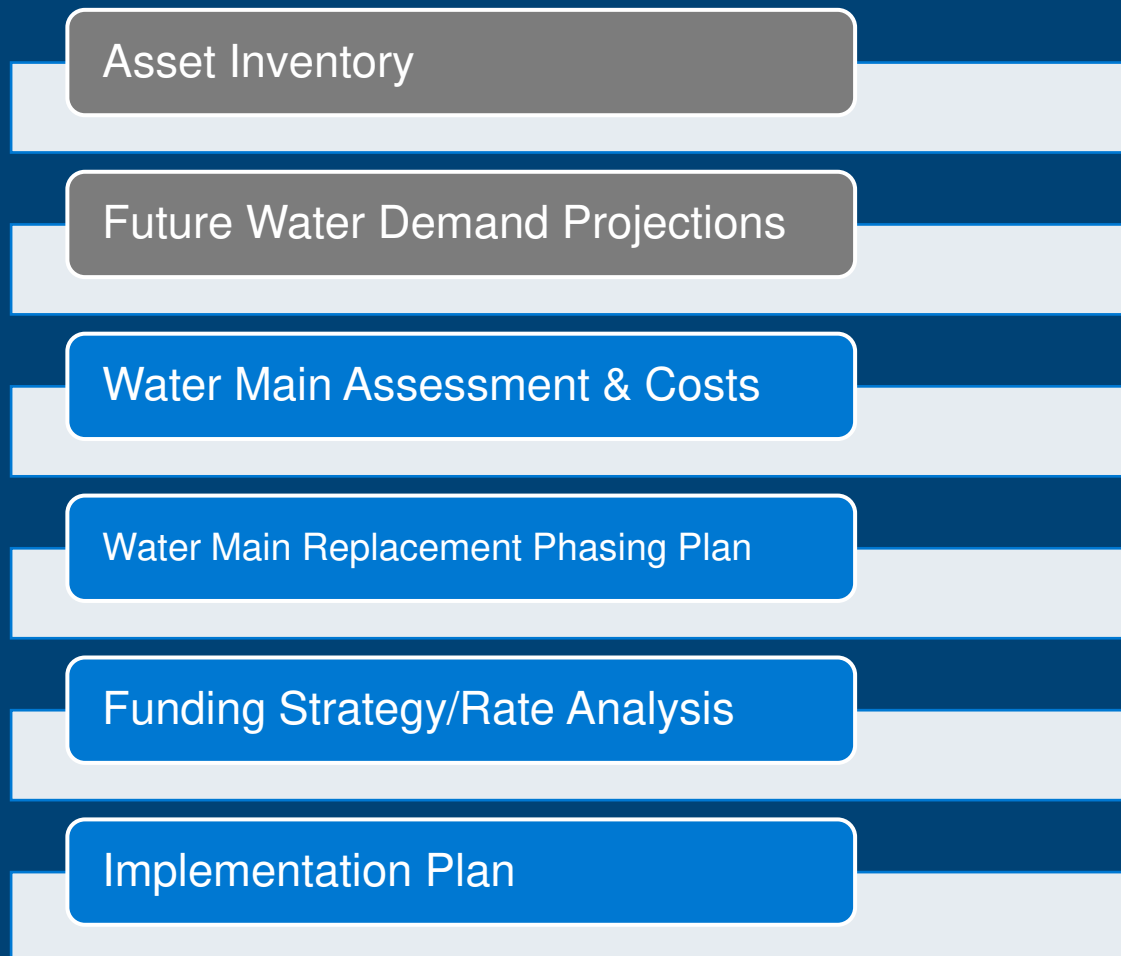 Asset Inventory
Future Water Demand Projections
Water Main Assessment & Costs
Water Main Replacement Phasing Plan
Funding Strategy/Rate Analysis
Implementation Plan